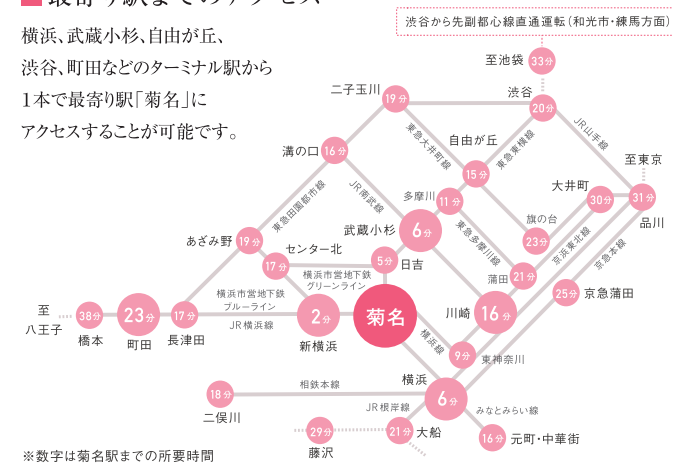 最寄り駅までのアクセス
横浜、武蔵小杉、自由が丘、
渋谷、町田などのターミナル駅から
1本で最寄り駅「菊名」に
アクセスすることが可能です。
渋谷から先副都心線直通運転(和光市・練馬方面)
至池袋
33分
二子玉川
19分
渋谷
20分
JR山手線
東急大井町線
自由が丘
東急東横線
溝の口
16分
至東京
15分
JR南武線
多摩川
11分
大井町
30分
31分
品川
東急田園都市線
武蔵小杉
6分
旗の台
23分
東急多摩川線
京浜東北線
京急本線
あざみ野
19分
センター北
17分
5分
日吉
横浜市営地下鉄
グリーンライン
蒲田
21分
横浜市営地下鉄
ブルーライン
25分
京急蒲田
至
八王子
38分
橋本
23分
町田
17分
長津田
JR横浜線
2分
新横浜
菊名
川崎
16分
横浜線
9分
東神奈川
横浜
6分
18分
二俣川
相鉄本線
JR根岸線
みなとみらい線
29分
藤沢
21分
大船
16分
元町・中華街
※数字は菊名駅までの所要時間